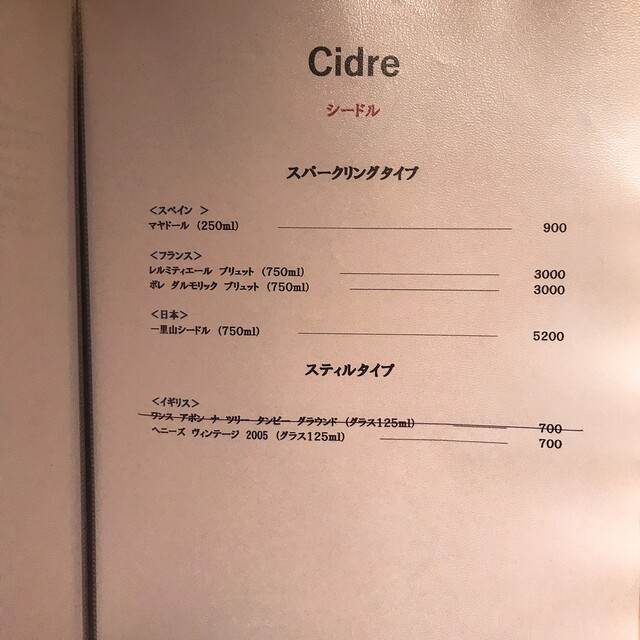 Cidre
シードル
スパークリングタイプ
＜スペイン ＞
マヤドール (250ml) 900
＜フランス＞
レルミティエール ブリュット (750ml) 3000
ポレ ダルモリック ブリュット (750ml) 3000
＜日本＞
一里山シードル (750ml) 5200
スティルタイプ
＜イギリス＞
ワンス アポン ナ ツリー タンピー グラウンド (グラス125ml) 700
ヘニーズ ヴィンテージ 2005 (グラス125ml) 700